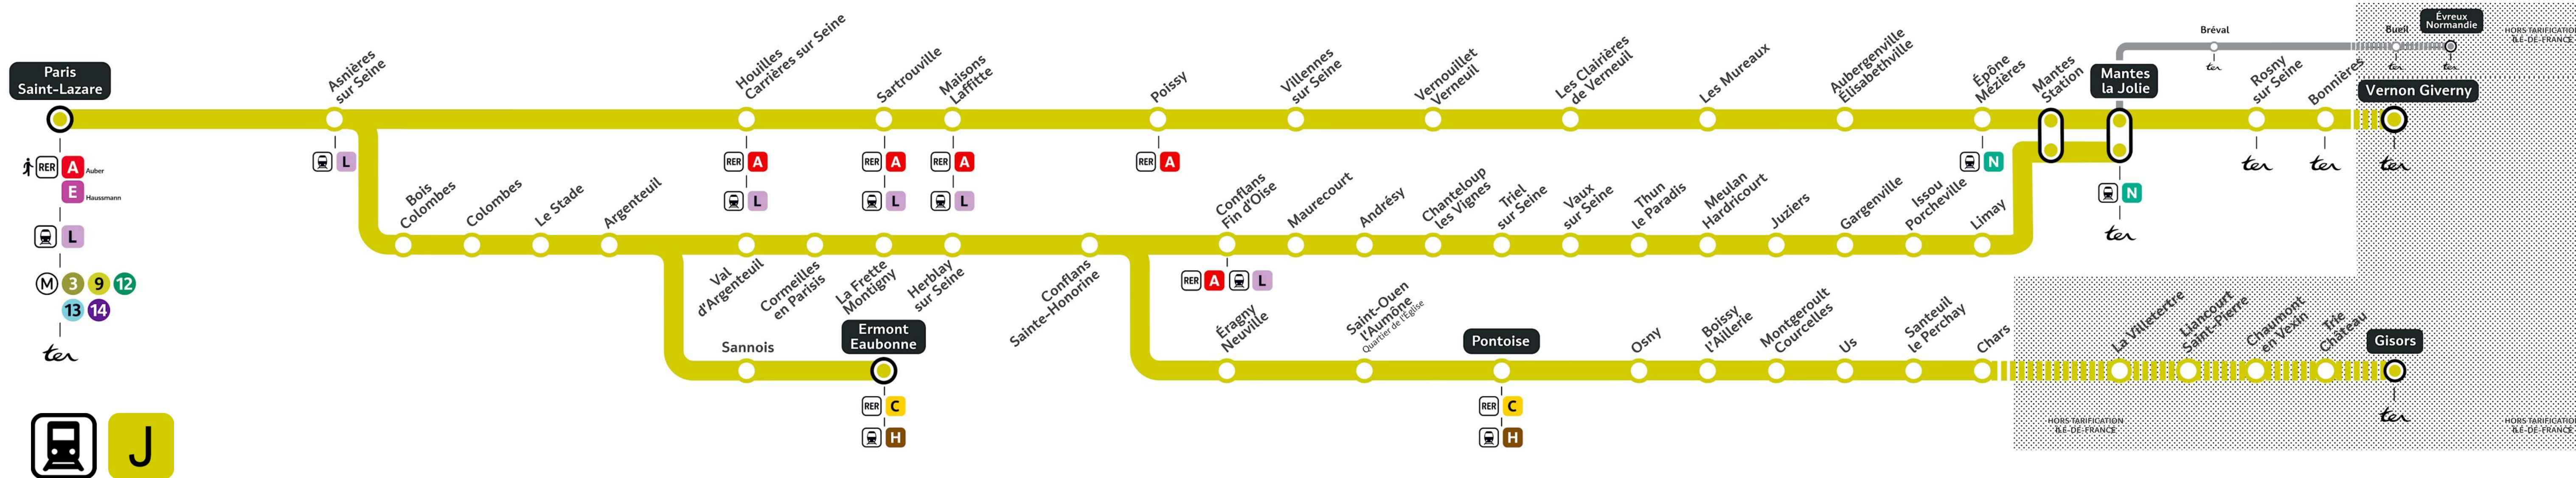 Paris
Saint-Lazare
RER A Auber
E Haussmann
L
M 3 9 12
13 14
ter
Asnières
sur Seine
L
Houilles
Carrières sur Seine
RER A
L
Sartrouville
RER A
L
Maisons
Laffitte
RER A
L
Poissy
RER A
Villennes
sur Seine
Vernouillet
Verneuil
Les Clairières
de Verneuil
Les Mureaux
Aubergenville
Élisabethville
Épône
Mézières
N
Mantes
Station
Mantes
la Jolie
N
ter
Bréval
ter
Bueil
ter
Évreux
Normandie
ter
HORS TARIFICATION
ÎLE-DE-FRANCE
Rosny
sur Seine
ter
Bonnières
ter
Vernon Giverny
ter
Bois
Colombes
Colombes
Le Stade
Argenteuil
Val
d'Argenteuil
Cormeilles
en Parisis
La Frette
Montigny
Herblay
sur Seine
Conflans
Sainte-Honorine
Conflans
Fin d'Oise
RER A L
Maurecourt
Andrésy
Chanteloup
les Vignes
Triel
sur Seine
Vaux
sur Seine
Thun
le Paradis
Meulan
Hardricourt
Juziers
Gargenville
Issou
Porcheville
Limay
Sannois
Ermont
Eaubonne
RER C
H
Éragny
Neuville
Saint-Ouen
l'Aumône
Quartier de l'Église
Pontoise
RER C
H
Osny
Boissy
l'Aillerie
Montgeroult
Courcelles
Us
Santeuil
le Perchay
Chars
La Villetertre
Liancourt
Saint-Pierre
Chaumont
en Vexin
Trie
Château
Gisors
ter
HORS TARIFICATION
ÎLE-DE-FRANCE
HORS TARIFICATION
ÎLE-DE-FRANCE
J